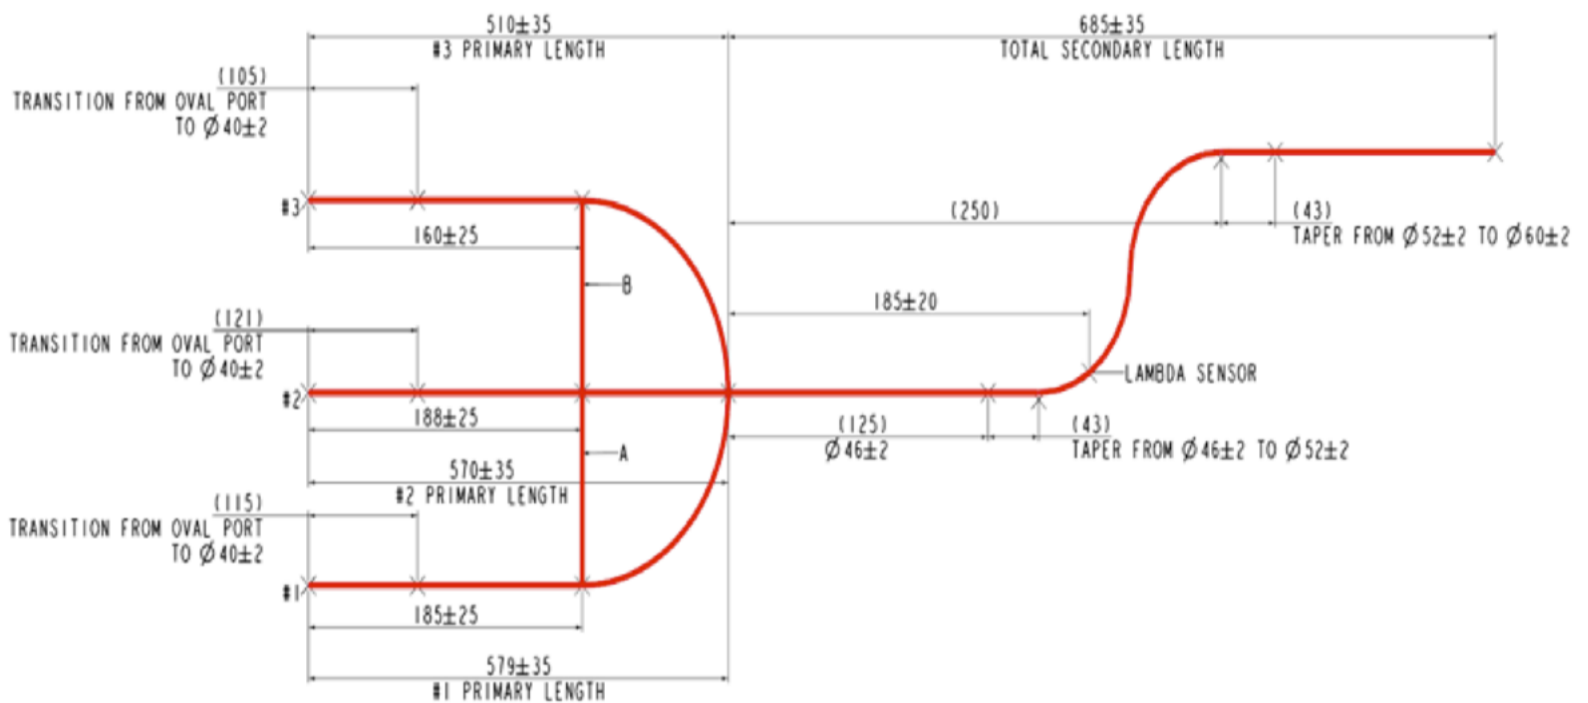 510±35
#3 PRIMARY LENGTH
685±35
TOTAL SECONDARY LENGTH
(105)
TRANSITION FROM OVAL PORT
TO Ø40±2
#3
160±25
(250)
(43)
TAPER FROM Ø52±2 TO Ø60±2
B
185±20
(121)
TRANSITION FROM OVAL PORT
TO Ø40±2
LAMBDA SENSOR
#2
188±25
(125)
Ø46±2
(43)
TAPER FROM Ø46±2 TO Ø52±2
A
570±35
#2 PRIMARY LENGTH
(115)
TRANSITION FROM OVAL PORT
TO Ø40±2
#1
185±25
579±35
#1 PRIMARY LENGTH